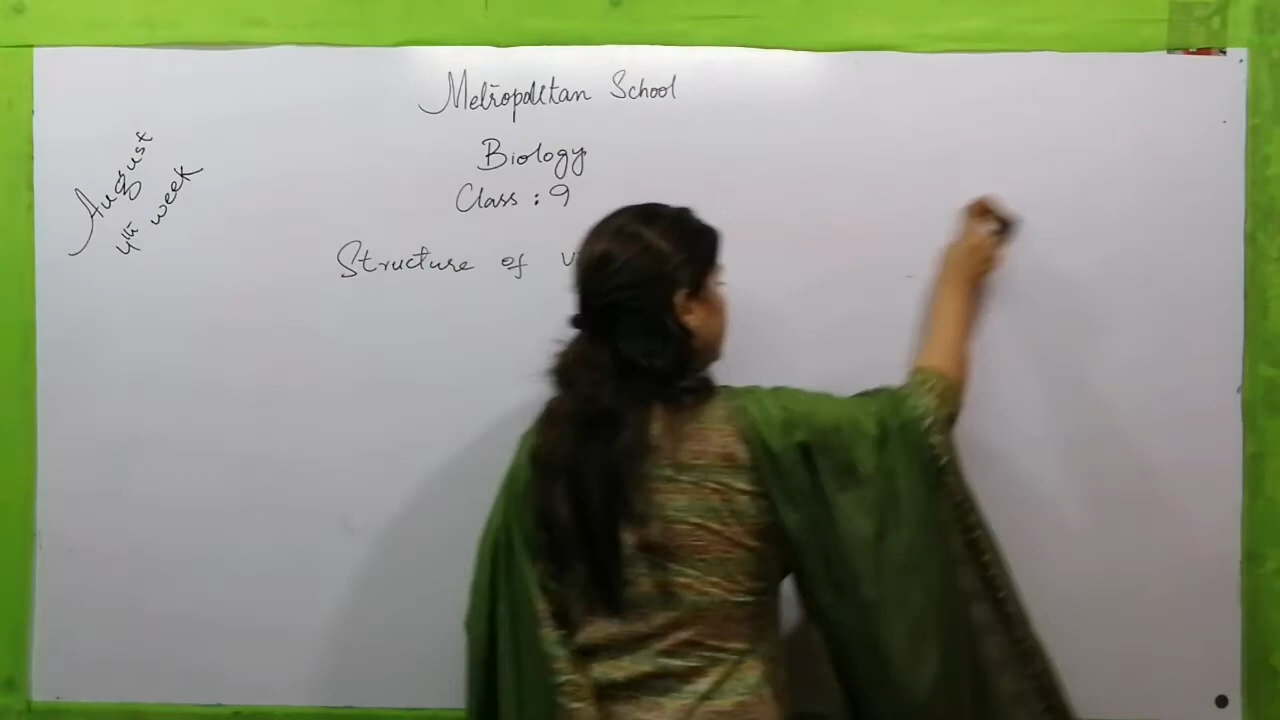 Metropolitan School
Biology
Class : 9
August
4th week
Structure of